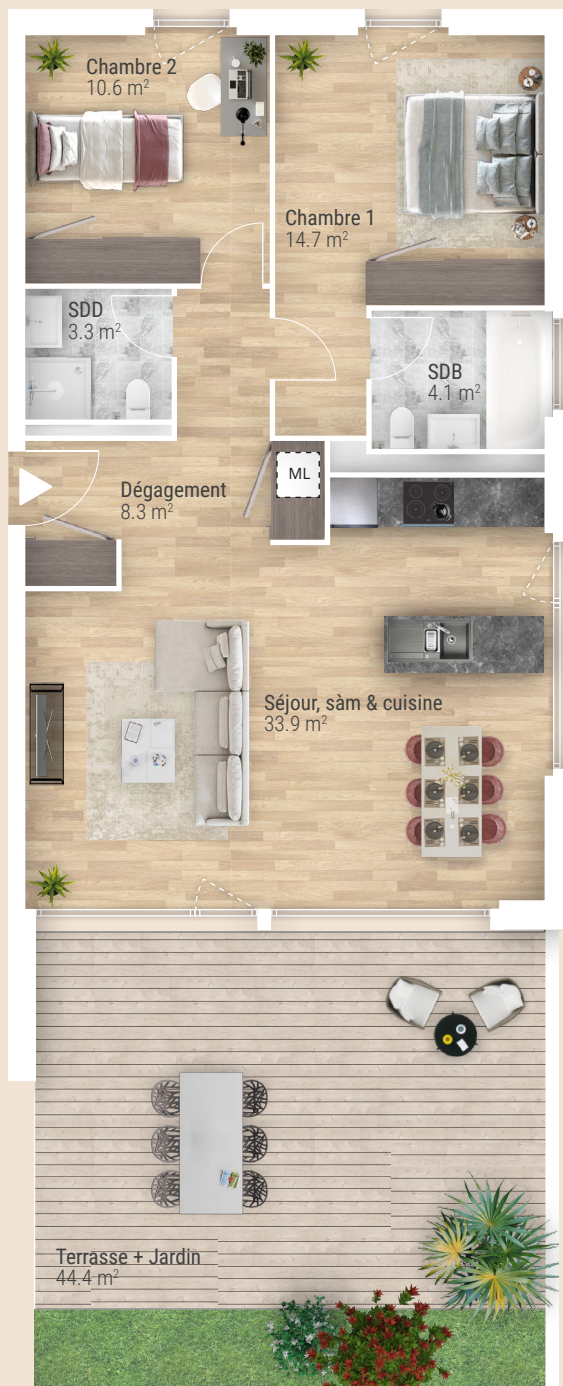 Chambre 2
10.6 m²
Chambre 1
14.7 m²
SDD
3.3 m²
SDB
4.1 m²
ML
Dégagement
8.3 m²
Séjour, sàm & cuisine
33.9 m²
Terrasse + Jardin
44.4 m²